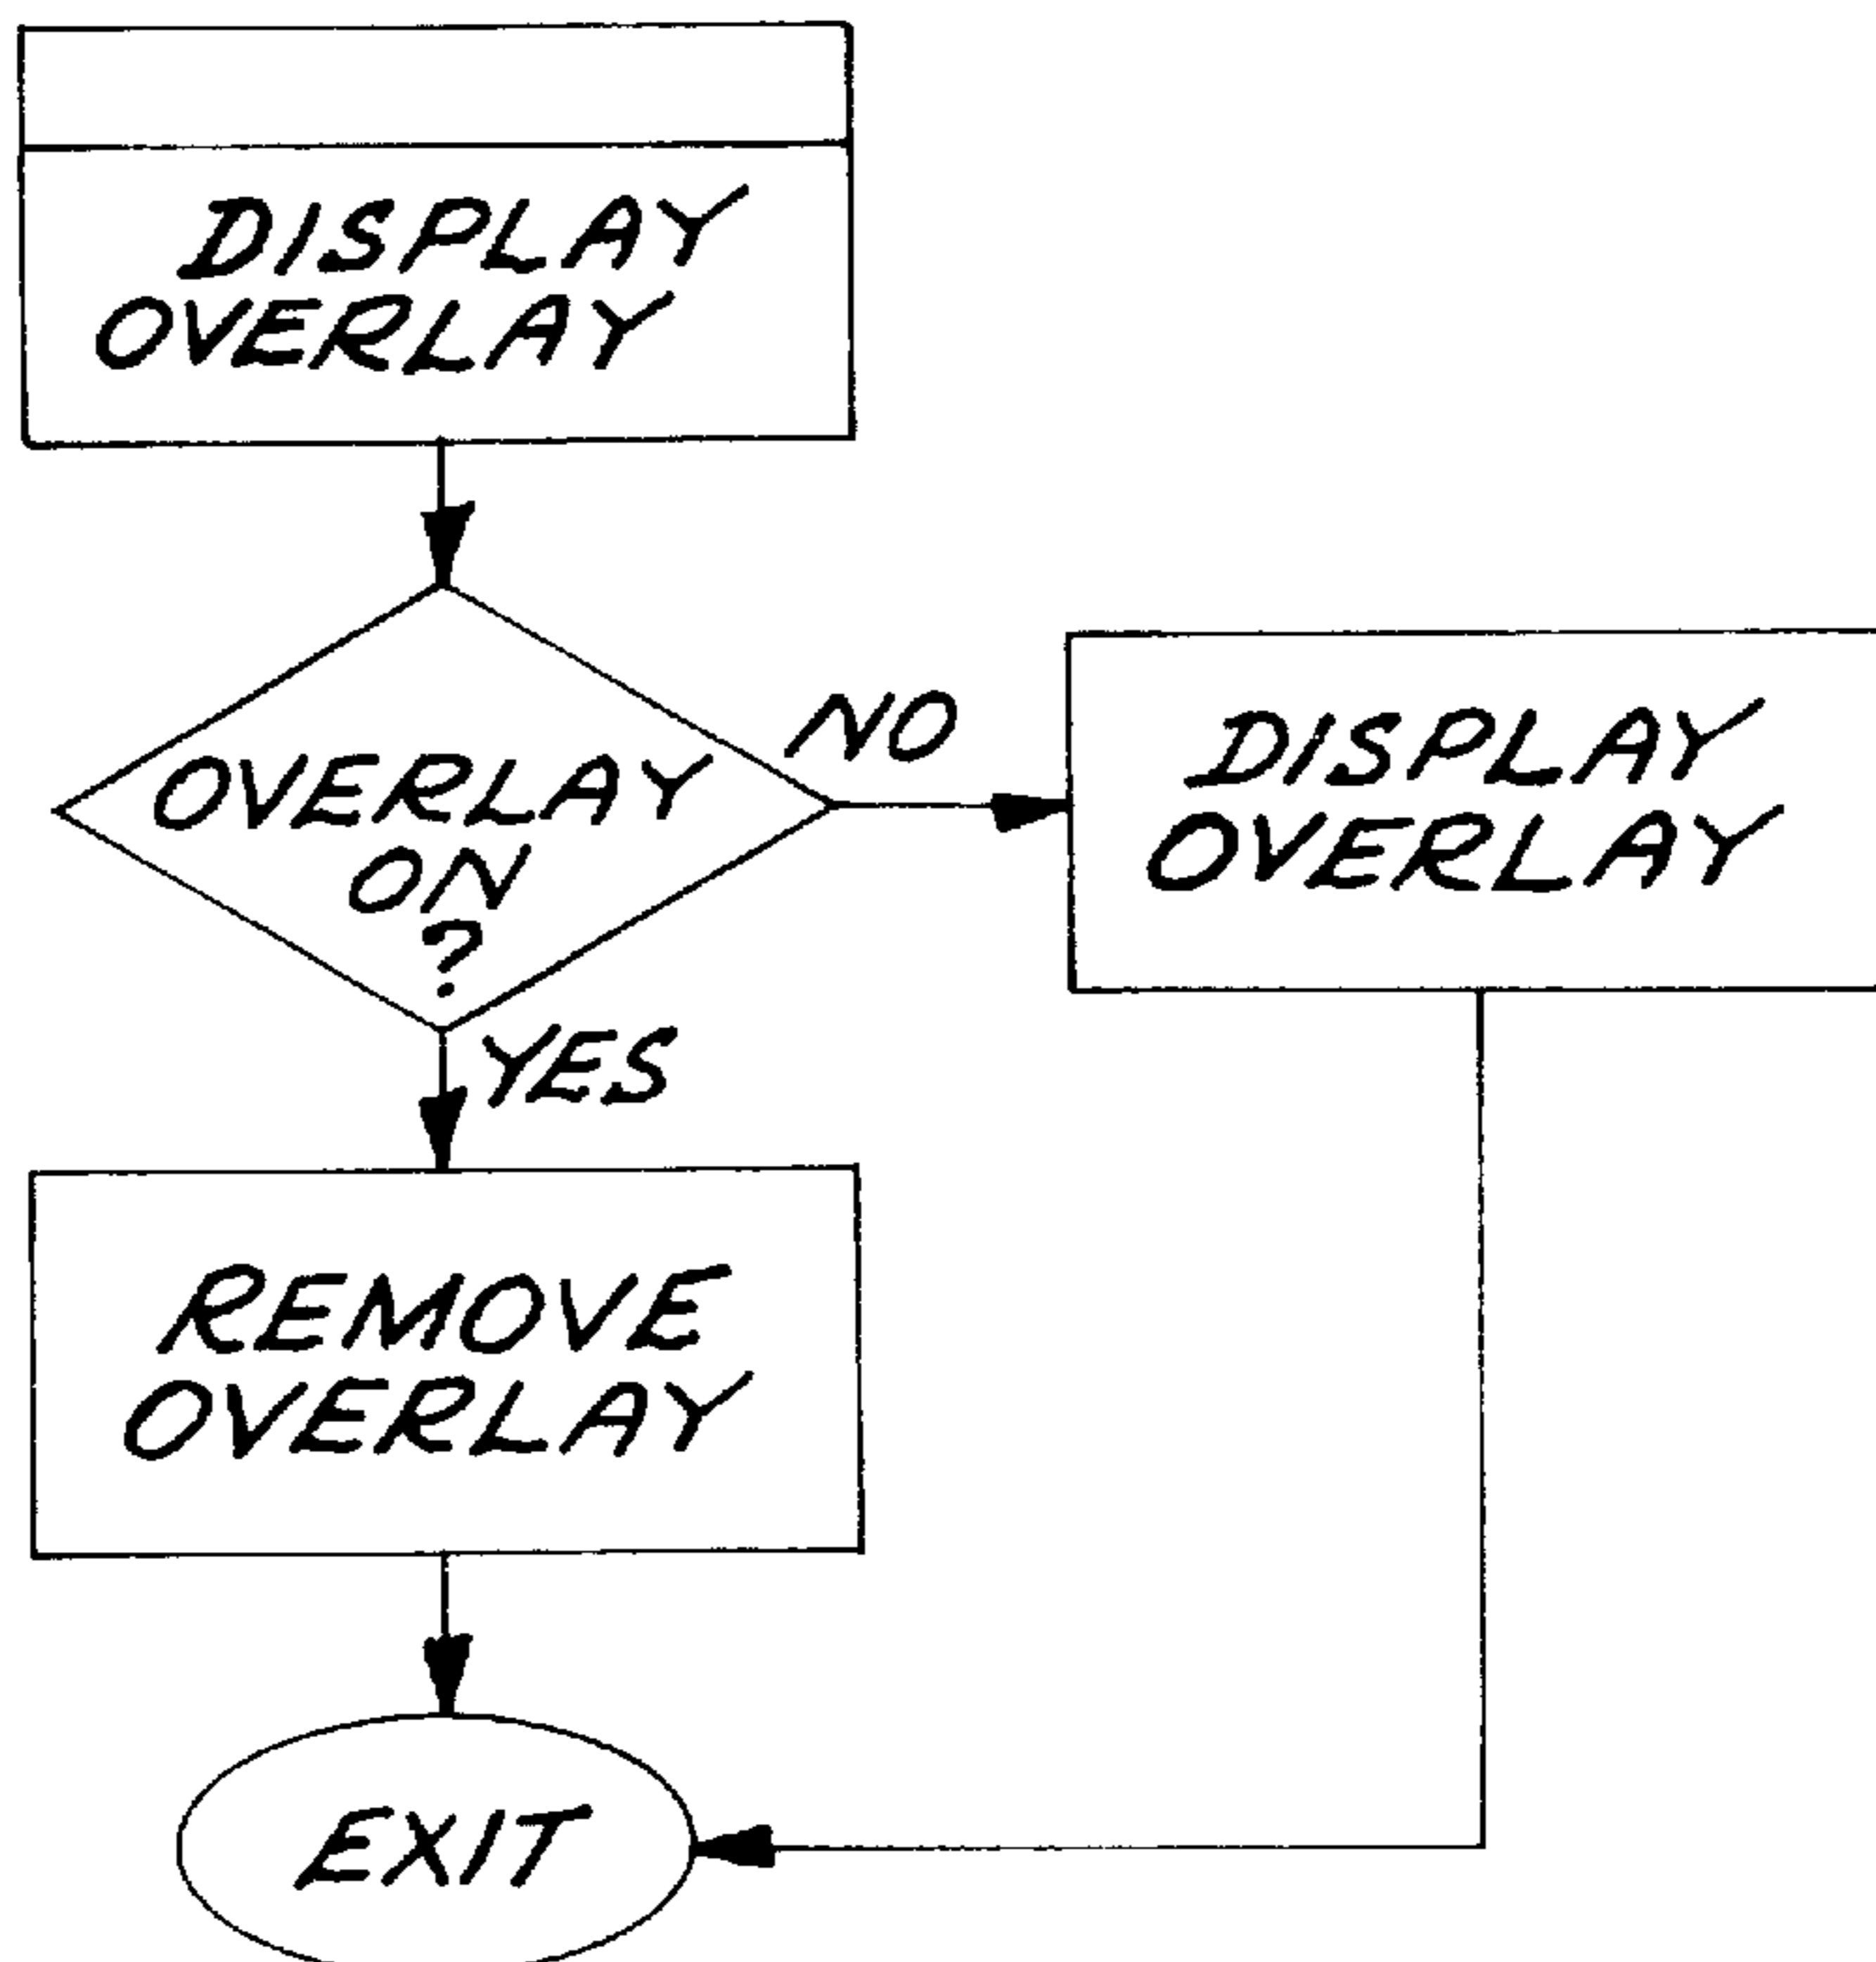 DISPLAY
OVERLAY
OVERLAY
ON
?
NO
DISPLAY
OVERLAY
YES
REMOVE
OVERLAY
EXIT